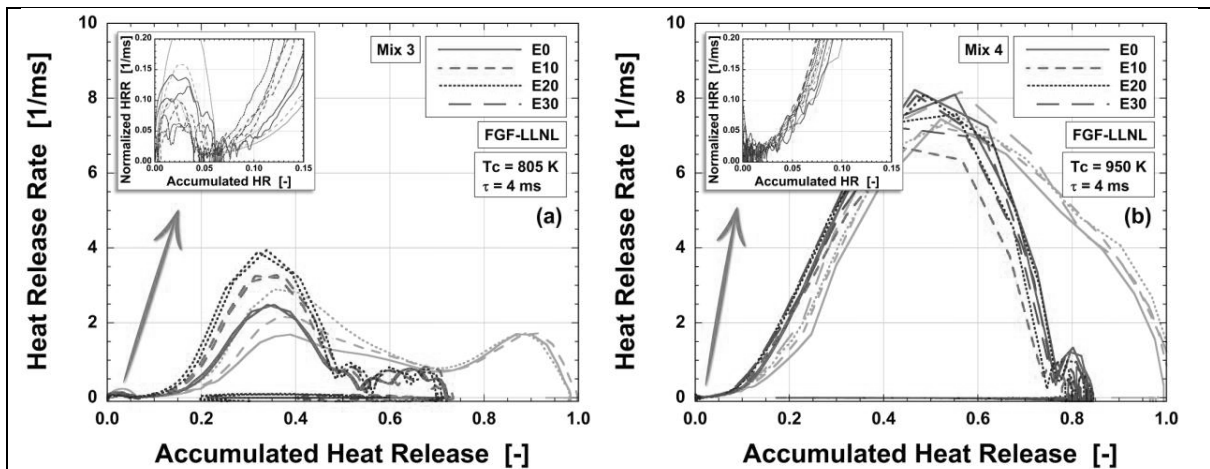 10
8
6
4
2
0
Heat Release Rate [1/ms]
0.20
0.15
0.10
0.05
0.00
Normalized HRR [1/ms]
0.00 0.05 0.10 0.15
Accumulated HR [-]
Mix 3
E0
E10
E20
E30
FGF-LLNL
Tc = 805 K
τ = 4 ms
(a)
0.0 0.2 0.4 0.6 0.8 1.0
Accumulated Heat Release [-]
10
8
6
4
2
0
Heat Release Rate [1/ms]
0.20
0.15
0.10
0.05
0.00
Normalized HRR [1/ms]
0.00 0.05 0.10 0.15
Accumulated HR [-]
Mix 4
E0
E10
E20
E30
FGF-LLNL
Tc = 950 K
τ = 4 ms
(b)
0.0 0.2 0.4 0.6 0.8 1.0
Accumulated Heat Release [-]